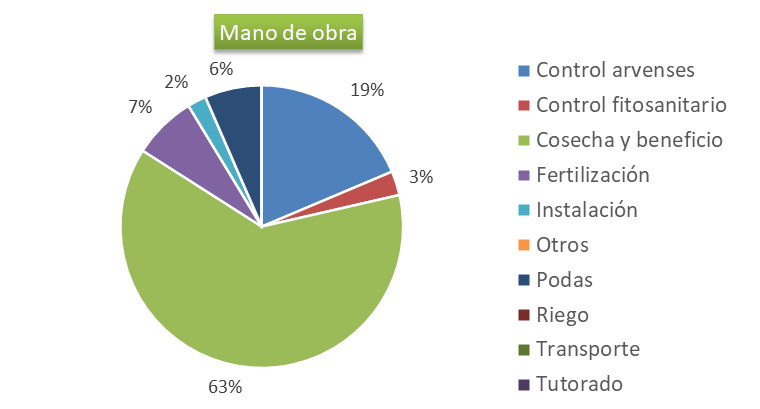 Mano de obra
6%
2%
19%
7%
3%
63%
Control arvenses
Control fitosanitario
Cosecha y beneficio
Fertilización
Instalación
Otros
Podas
Riego
Transporte
Tutorado